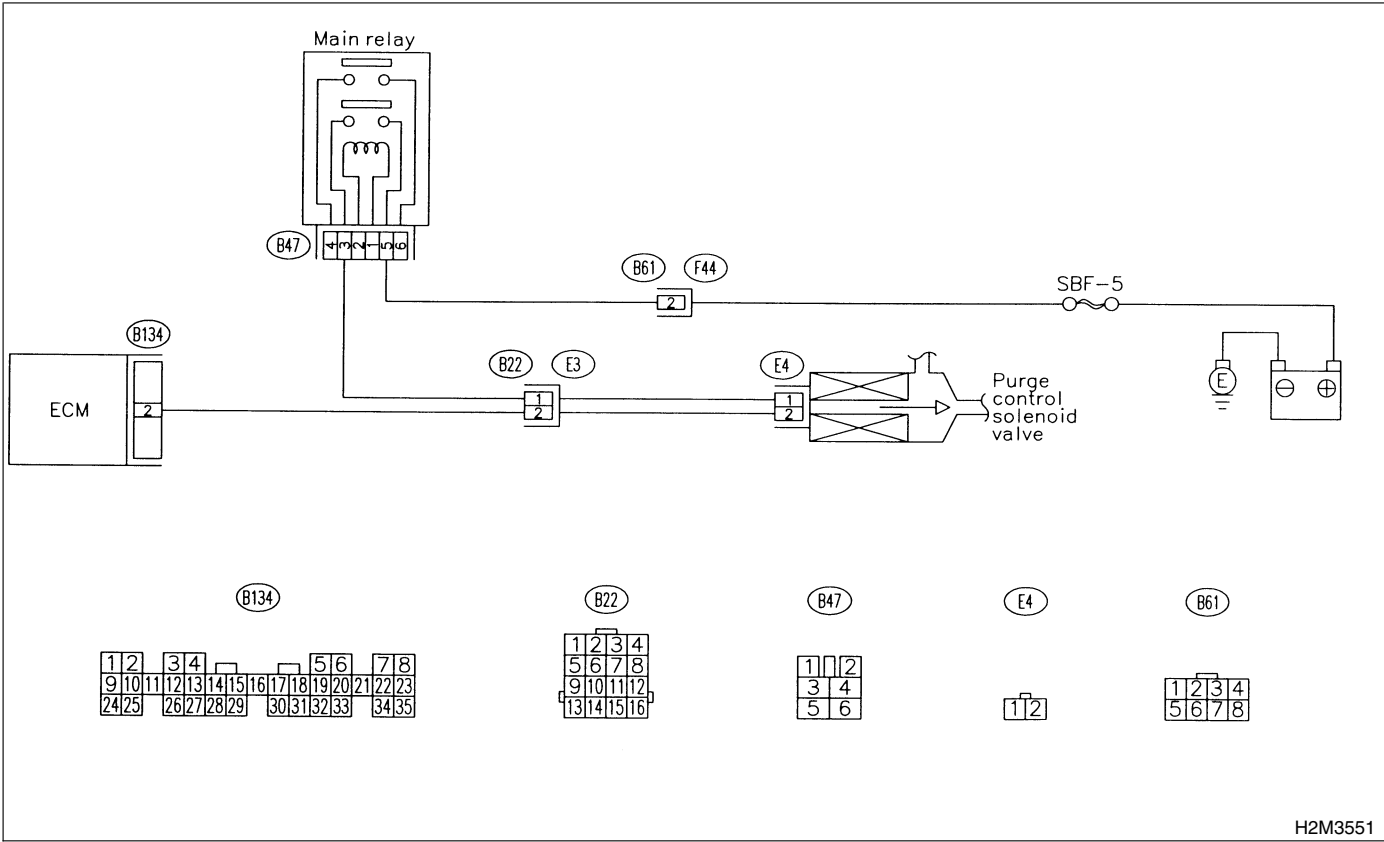 Main relay
B47
4 3 2 1 5 6
B61 F44
2
SBF-5
B134
ECM
2
B22 E3
1
2
E4
1
2
Purge
control
solenoid
valve
E
⊖ ⊕
B134
1 2 3 4 5 6 7 8
9 10 11 12 13 14 15 16 17 18 19 20 21 22 23
24 25 26 27 28 29 30 31 32 33 34 35
B22
1 2 3 4
5 6 7 8
9 10 11 12
13 14 15 16
B47
1 2
3 4
5 6
E4
1 2
B61
1 2 3 4
5 6 7 8
H2M3551